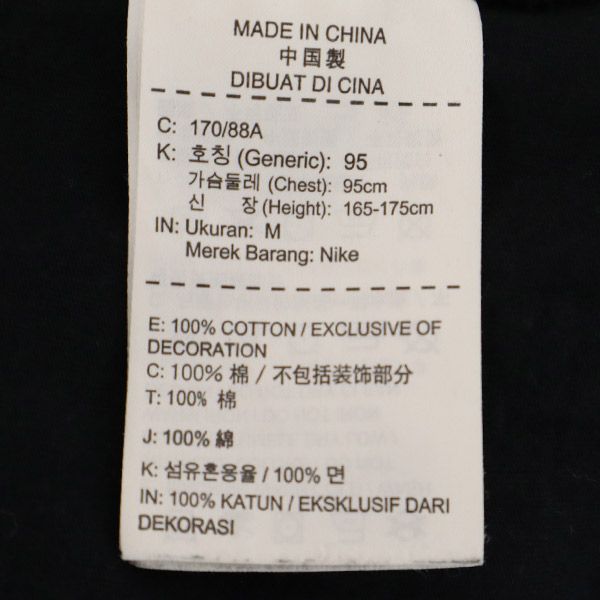 MADE IN CHINA
中国製
DIBUAT DI CINA
C: 170/88A
K: 호칭 (Generic): 95
가슴둘레 (Chest): 95cm
신 장 (Height): 165-175cm
IN: Ukuran: M
Merek Barang: Nike
E: 100% COTTON / EXCLUSIVE OF
DECORATION
C: 100% 棉 / 不包括装饰部分
T: 100% 棉
J: 100% 綿
K: 섬유혼용율 / 100% 면
IN: 100% KATUN / EKSKLUSIF DARI
DEKORASI